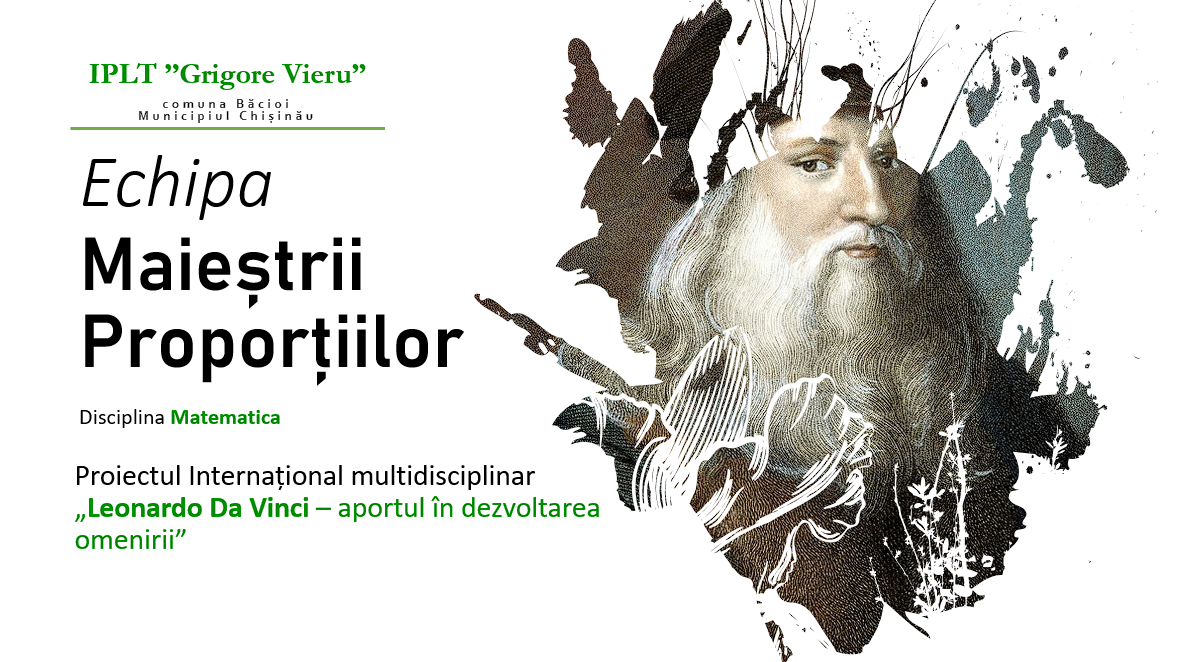 IPLT ”Grigore Vieru”
comuna Băcioi
Municipiul Chișinău
Echipa
Maieștrii
Proporțiilor
Disciplina Matematica
Proiectul Internațional multidisciplinar
„Leonardo Da Vinci – aportul în dezvoltarea
omenirii”